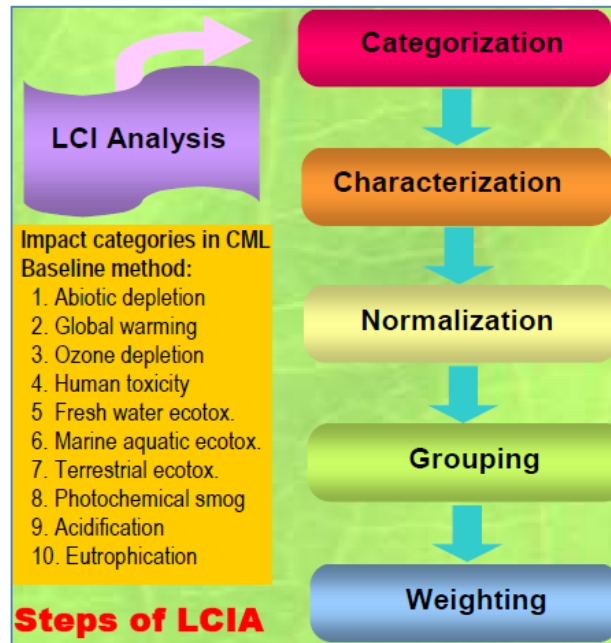 Categorization
LCI Analysis
Characterization
Impact categories in CML
Baseline method:
1. Abiotic depletion
2. Global warming
3. Ozone depletion
4. Human toxicity
5 Fresh water ecotox.
6. Marine aquatic ecotox.
7. Terrestrial ecotox.
8. Photochemical smog
9. Acidification
10. Eutrophication
Normalization
Grouping
Weighting
Steps of LCIA